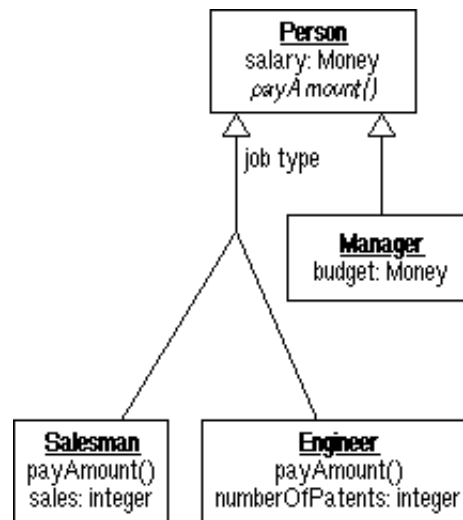 Person
salary: Money
payAmount()
job type
Manager
budget: Money
Salesman
payAmount()
sales: integer
Engineer
payAmount()
numberOfPatents: integer